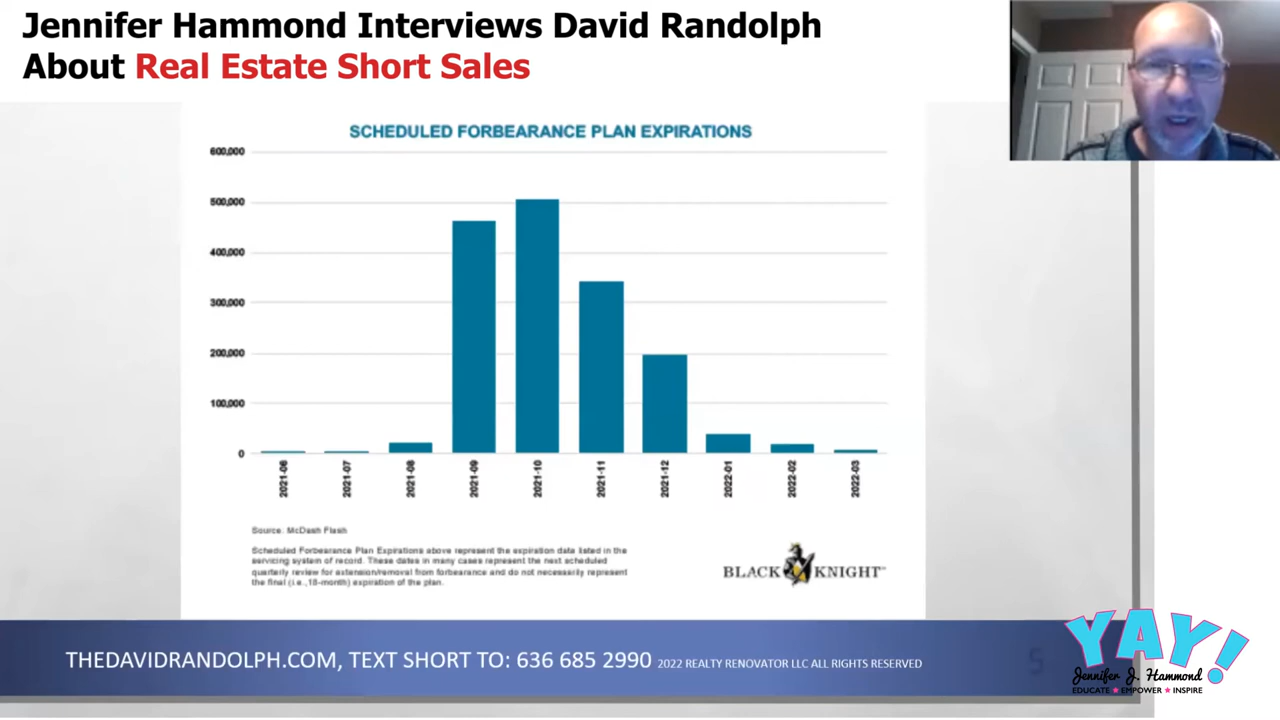 Jennifer Hammond Interviews David Randolph
About Real Estate Short Sales
SCHEDULED FORBEARANCE PLAN EXPIRATIONS
600,000
500,000
400,000
300,000
200,000
100,000
0
2021-06
2021-07
2021-08
2021-09
2021-10
2021-11
2021-12
2022-01
2022-02
2022-03
Source: McDash Flash
Scheduled Forbearance Plan Expirations above represent the expiration data listed in the
servicing system of record. These dates in many cases represent the next scheduled
quarterly review for extension/removal from forbearance and do not necessarily represent
the final (i.e.,18-month) expiration of the plan.
BLACK KNIGHT
THEDAVIDRANDOLPH.COM, TEXT SHORT TO: 636 685 2990 2022 REALTY RENOVATOR LLC ALL RIGHTS RESERVED
5
YAY!
Jennifer J. Hammond
EDUCATE ★ EMPOWER ★ INSPIRE